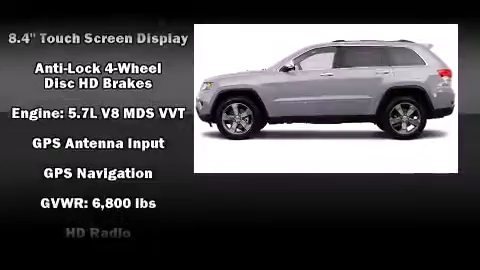 8.4" Touch Screen Display
Anti-Lock 4-Wheel
Disc HD Brakes
Engine: 5.7L V8 MDS VVT
GPS Antenna Input
GPS Navigation
GVWR: 6,800 lbs
HD Radio